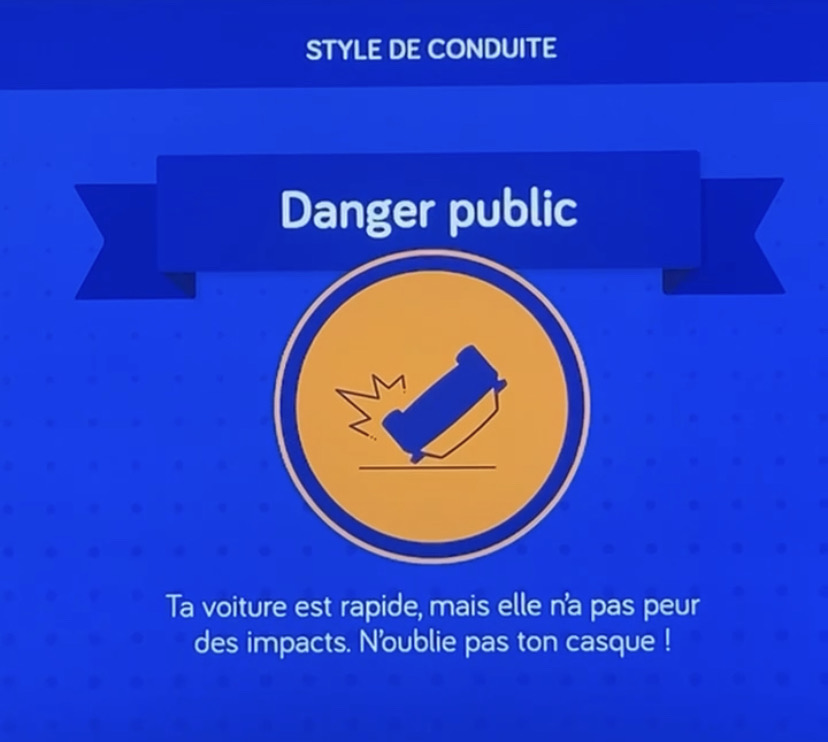 STYLE DE CONDUITE
Danger public
Ta voiture est rapide, mais elle n'a pas peur
des impacts. N'oublie pas ton casque !